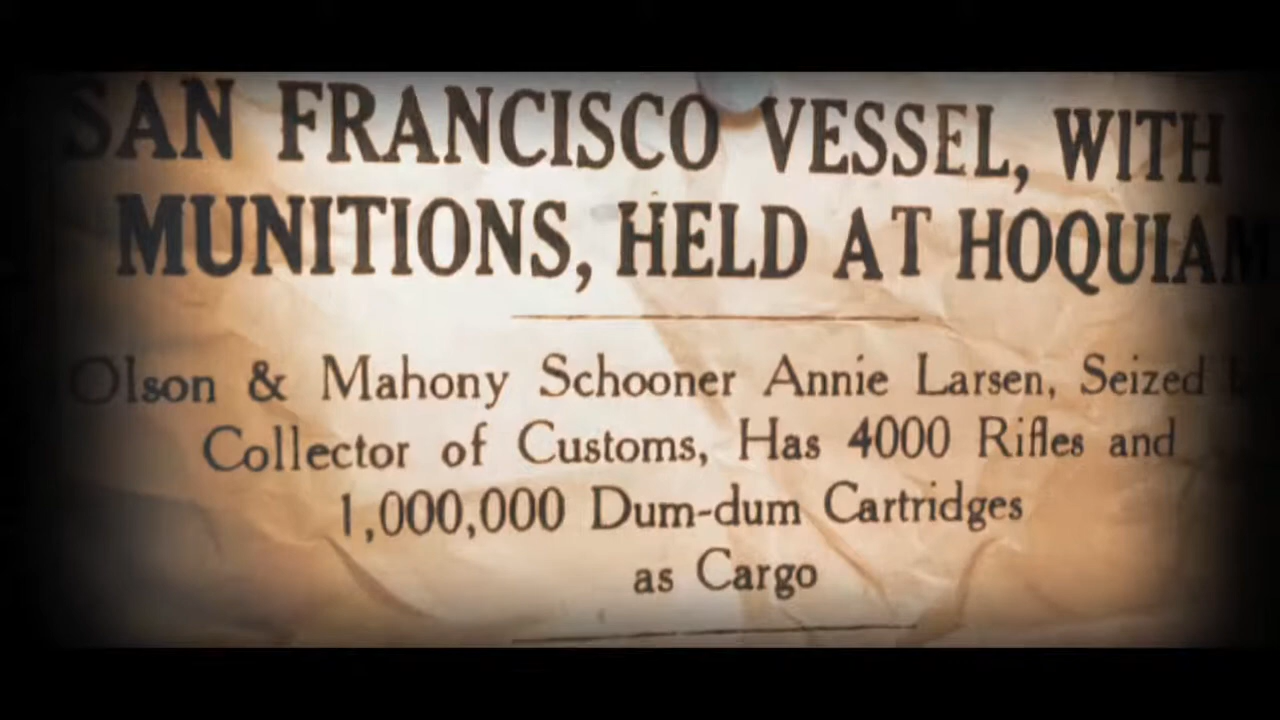 SAN FRANCISCO VESSEL, WITH
MUNITIONS, HELD AT HOQUIAM
Olson & Mahony Schooner Annie Larsen, Seized
Collector of Customs, Has 4000 Rifles and
1,000,000 Dum-dum Cartridges
as Cargo